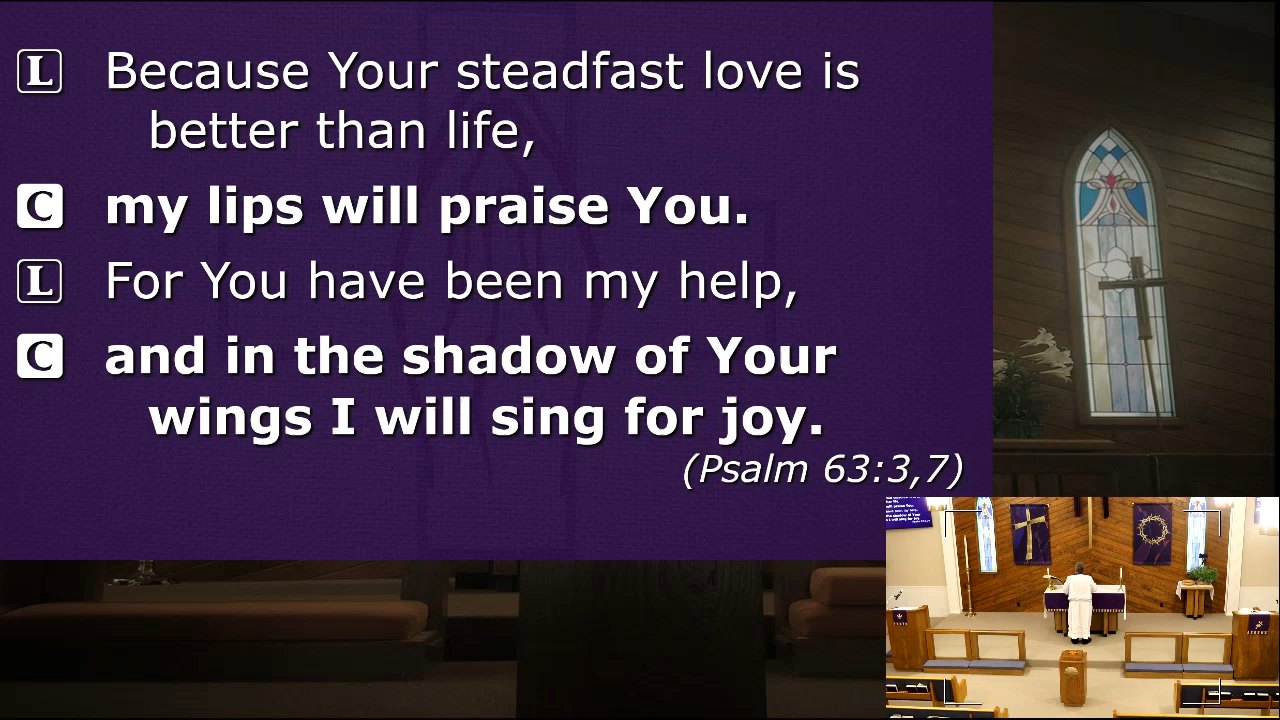 L Because Your steadfast love is
better than life,
C my lips will praise You.
L For You have been my help,
C and in the shadow of Your
wings I will sing for joy.
(Psalm 63:3,7)